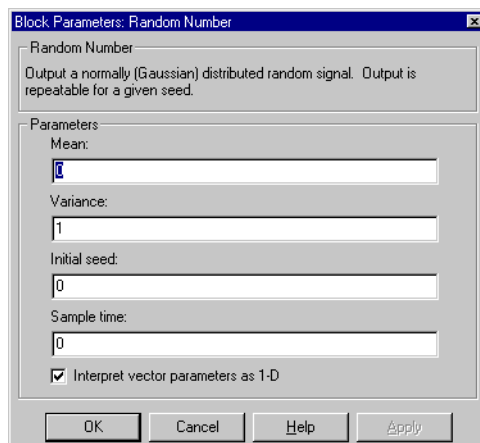 Block Parameters: Random Number
Random Number
Output a normally (Gaussian) distributed random signal. Output is
repeatable for a given seed.
Parameters
Mean:
0
Variance:
1
Initial seed:
0
Sample time:
0
Interpret vector parameters as 1-D
OK Cancel Help Apply